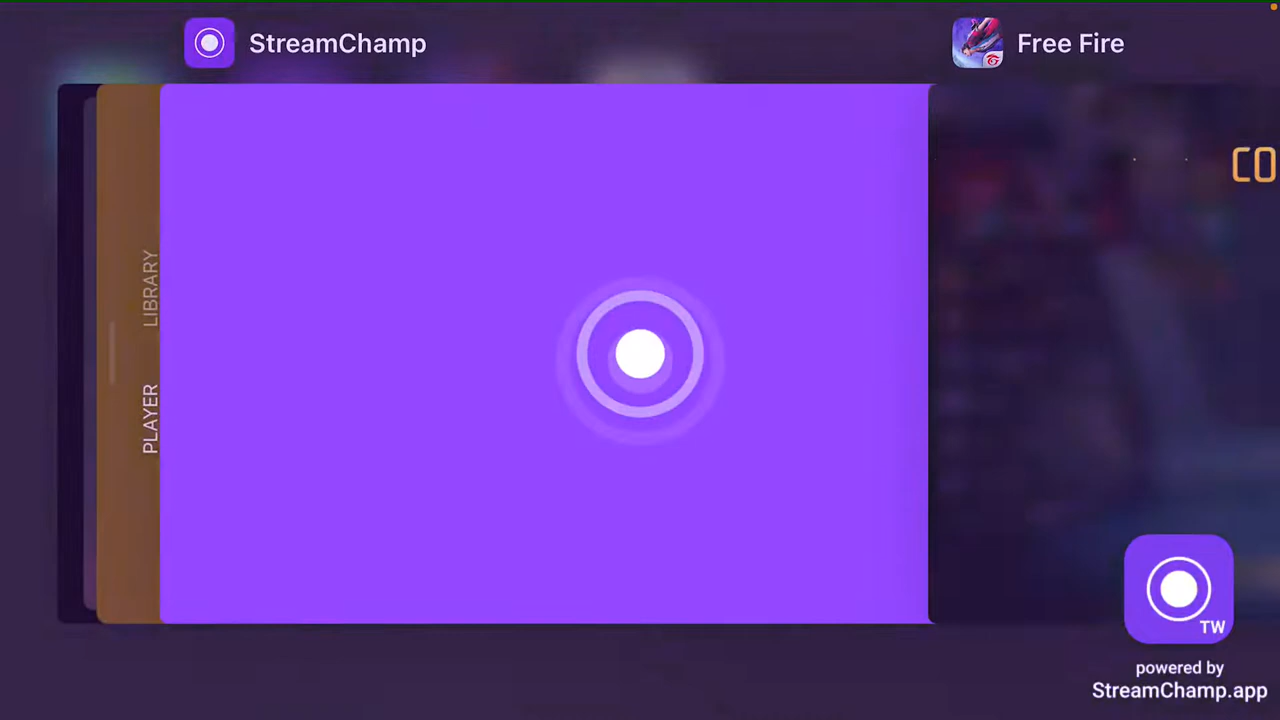 StreamChamp
Free Fire
CO
LIBRARY
PLAYER
TW
powered by
StreamChamp.app